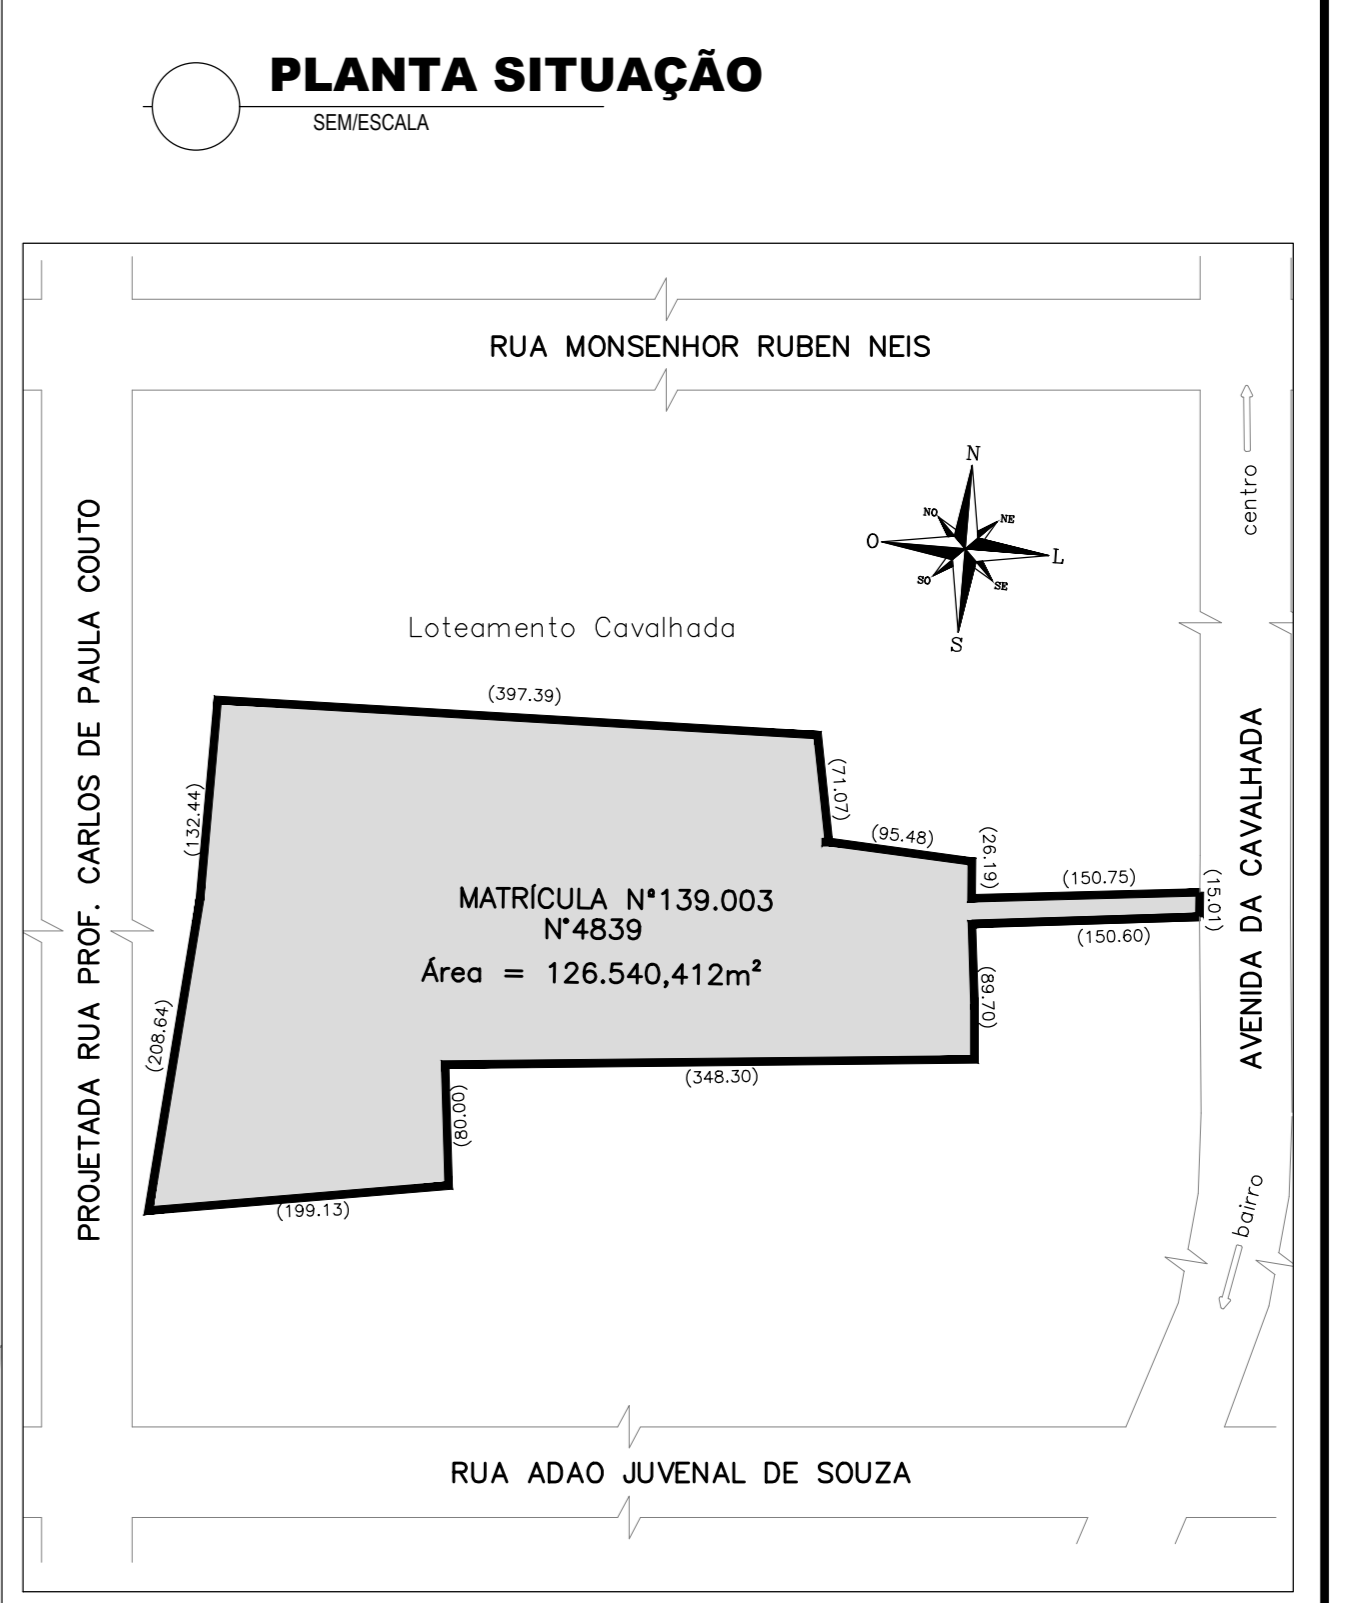 PLANTA SITUAÇÃO
SEM/ESCALA
RUA MONSENHOR RUBEN NEIS
centro
N
NO
NE
O
L
SO
SE
S
PROJETADA RUA PROF. CARLOS DE PAULA COUTO
Loteamento Cavalhada
(397.39)
(132.44)
(71.07)
(95.48)
(26.19)
(150.75)
(15.01)
AVENIDA DA CAVALHADA
MATRÍCULA Nª139.003
N°4839
Área = 126.540,412m²
(150.60)
(89.70)
(208.64)
(348.30)
(80.00)
(199.13)
bairro
RUA ADAO JUVENAL DE SOUZA